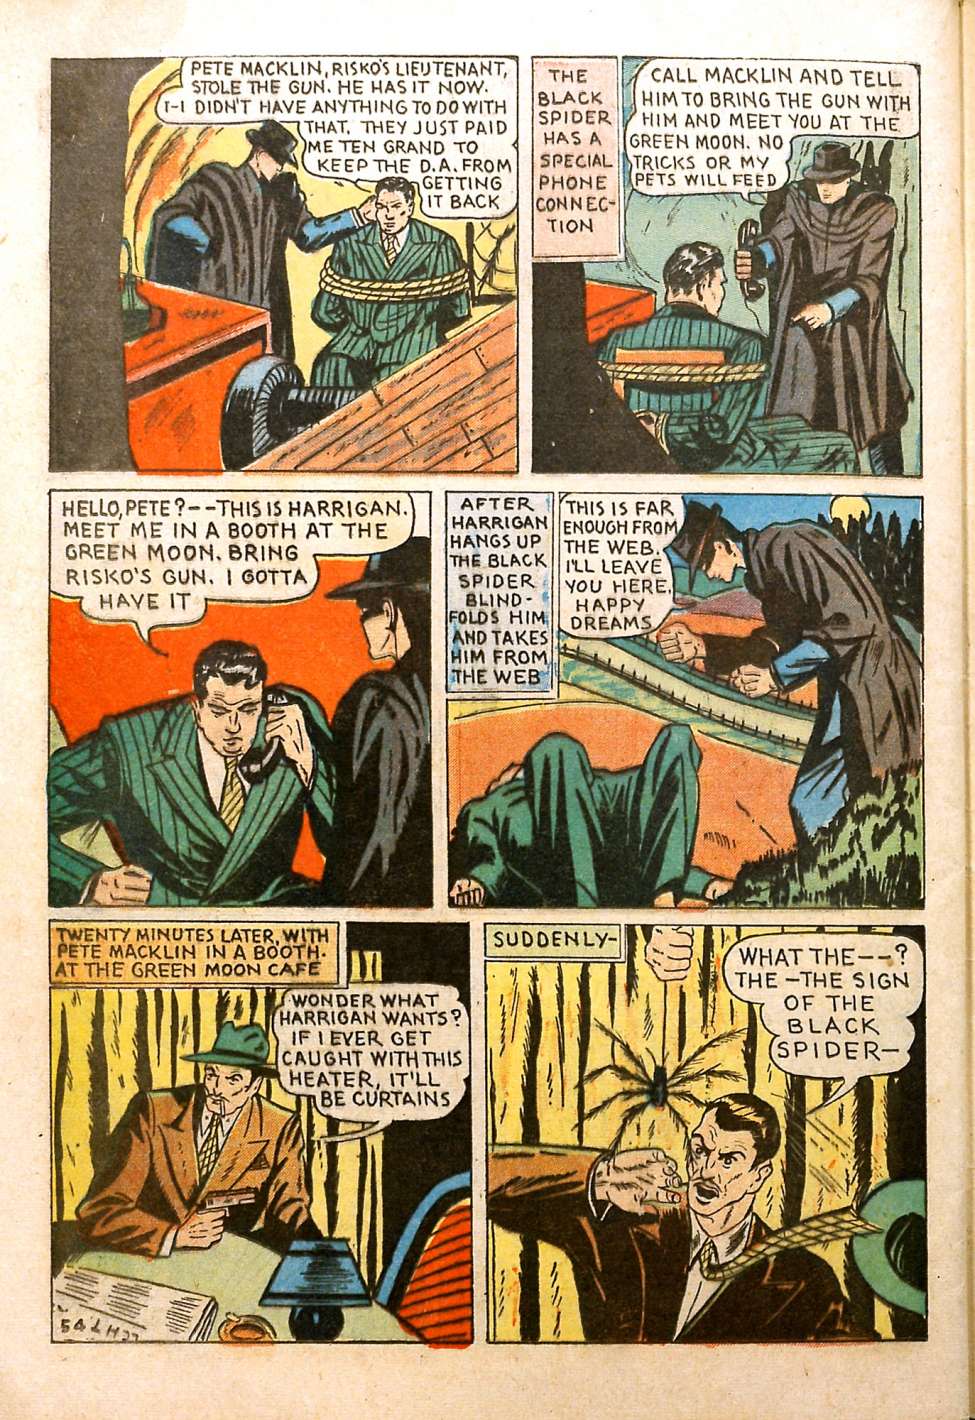 PETE MACKLIN, RISKO'S LIEUTENANT,
STOLE THE GUN. HE HAS IT NOW.
I-I DIDN'T HAVE ANYTHING TO DO WITH
THAT. THEY JUST PAID
ME TEN GRAND TO
KEEP THE D.A. FROM
GETTING
IT BACK
THE
BLACK
SPIDER
HAS A
SPECIAL
PHONE
CONNEC-
TION
CALL MACKLIN AND TELL
HIM TO BRING THE GUN WITH
HIM AND MEET YOU AT THE
GREEN MOON. NO
TRICKS OR MY
PETS WILL FEED
HELLO, PETE?--THIS IS HARRIGAN.
MEET ME IN A BOOTH AT THE
GREEN MOON. BRING
RISKO'S GUN. I GOTTA
HAVE IT
AFTER
HARRIGAN
HANGS UP
THE BLACK
SPIDER
BLIND-
FOLDS HIM
AND TAKES
HIM FROM
THE WEB
THIS IS FAR
ENOUGH FROM
THE WEB.
I'LL LEAVE
YOU HERE.
HAPPY
DREAMS
TWENTY MINUTES LATER, WITH
PETE MACKLIN IN A BOOTH.
AT THE GREEN MOON CAFE
WONDER WHAT
HARRIGAN WANTS?
IF I EVER GET
CAUGHT WITH THIS
HEATER, IT'LL
BE CURTAINS
SUDDENLY-
WHAT THE--?
THE-THE SIGN
OF THE
BLACK
SPIDER-